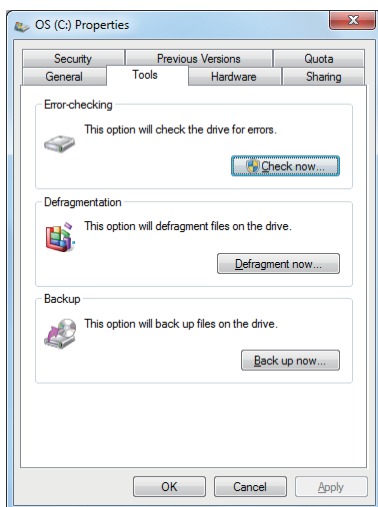 OS (C:) Properties
Security Previous Versions Quota
General Tools Hardware Sharing
Error-checking
This option will check the drive for errors.
Check now...
Defragmentation
This option will defragment files on the drive.
Defragment now...
Backup
This option will back up files on the drive.
Back up now...
OK Cancel Apply